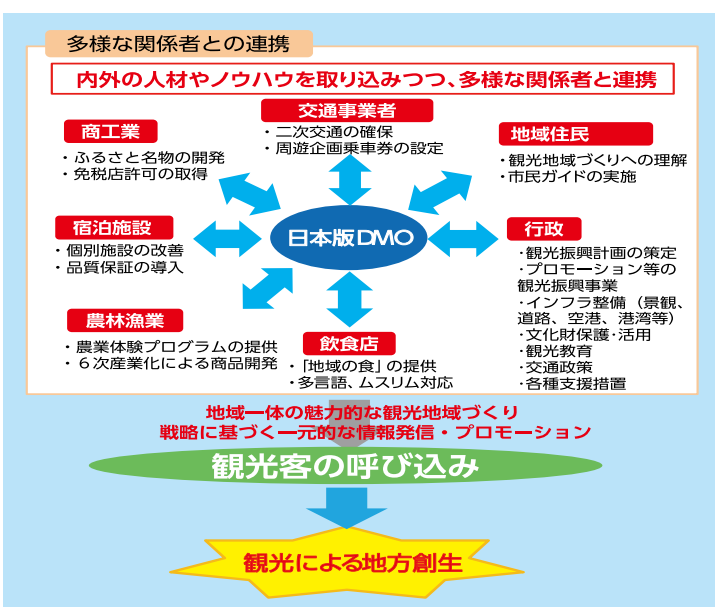 多様な関係者との連携
内外の人材やノウハウを取り込みつつ、多様な関係者と連携
交通事業者
・二次交通の確保
・周遊企画乗車券の設定
商工業
・ふるさと名物の開発
・免税店許可の取得
地域住民
・観光地域づくりへの理解
・市民ガイドの実施
宿泊施設
・個別施設の改善
・品質保証の導入
日本版DMO
行政
・観光振興計画の策定
・プロモーション等の
観光振興事業
・インフラ整備（景観、
道路、空港、港湾等）
・文化財保護・活用
・観光教育
・交通政策
・各種支援措置
農林漁業
・農業体験プログラムの提供
・６次産業化による商品開発
飲食店
・「地域の食」の提供
・多言語、ムスリム対応
地域一体の魅力的な観光地域づくり
戦略に基づく一元的な情報発信・プロモーション
観光客の呼び込み
観光による地方創生